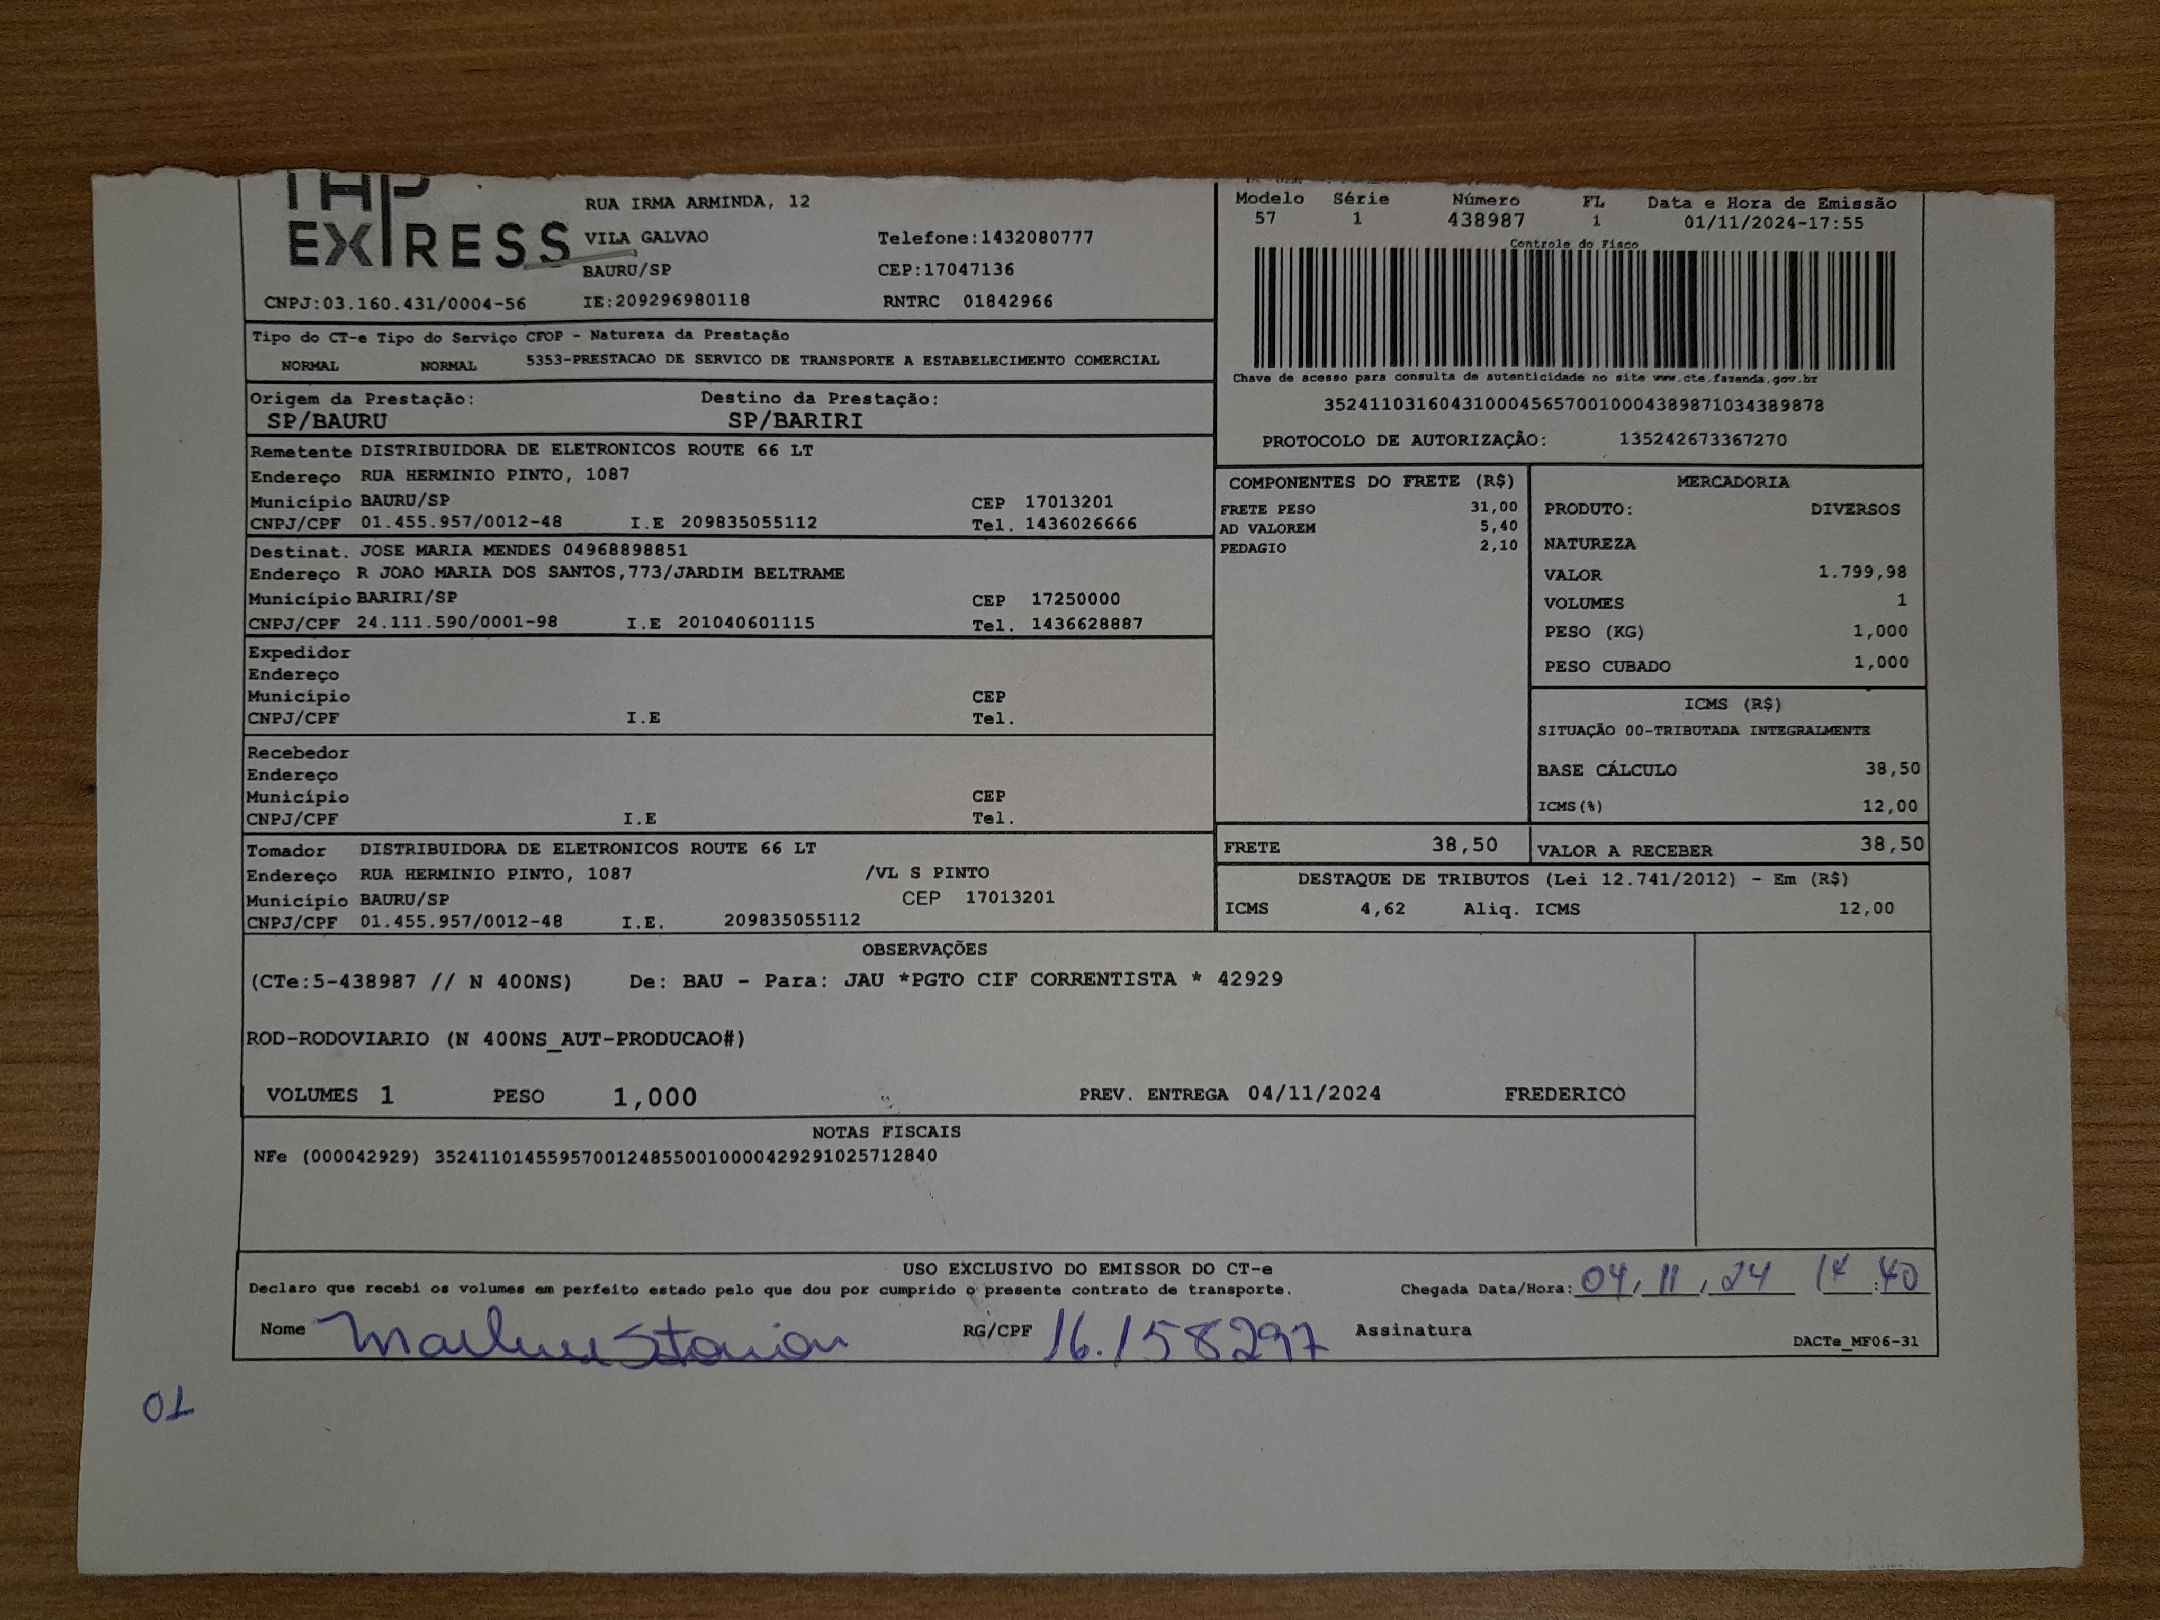 TAP
EXPRESS
RUA IRMA ARMINDA, 12
VILA GALVAO Telefone:1432080777
BAURU/SP CEP:17047136
CNPJ:03.160.431/0004-56 IE:209296980118 RNTRC 01842966
Modelo Série Número FL Data e Hora de Emissão
57 1 438987 1 01/11/2024-17:55
Controle do Fisco
Chave de acesso para consulta de autenticidade no site www.cte.fazenda.gov.br
35241103160431000456570010004389871034389878
PROTOCOLO DE AUTORIZAÇÃO: 135242673367270
Tipo do CT-e Tipo do Serviço CFOP - Natureza da Prestação
NORMAL NORMAL 5353-PRESTACAO DE SERVICO DE TRANSPORTE A ESTABELECIMENTO COMERCIAL
Origem da Prestação: Destino da Prestação:
SP/BAURU SP/BARIRI
Remetente DISTRIBUIDORA DE ELETRONICOS ROUTE 66 LT
Endereço RUA HERMINIO PINTO, 1087
Município BAURU/SP CEP 17013201
CNPJ/CPF 01.455.957/0012-48 I.E 209835055112 Tel. 1436026666
Destinat. JOSE MARIA MENDES 04968898851
Endereço R JOAO MARIA DOS SANTOS,773/JARDIM BELTRAME
Município BARIRI/SP CEP 17250000
CNPJ/CPF 24.111.590/0001-98 I.E 201040601115 Tel. 1436628887
Expedidor
Endereço
Município CEP
CNPJ/CPF I.E Tel.
Recebedor
Endereço
Município CEP
CNPJ/CPF I.E Tel.
Tomador DISTRIBUIDORA DE ELETRONICOS ROUTE 66 LT
Endereço RUA HERMINIO PINTO, 1087 /VL S PINTO
Município BAURU/SP CEP 17013201
CNPJ/CPF 01.455.957/0012-48 I.E. 209835055112
COMPONENTES DO FRETE (R$)
FRETE PESO 31,00
AD VALOREM 5,40
PEDAGIO 2,10
MERCADORIA
PRODUTO: DIVERSOS
NATUREZA
VALOR 1.799,98
VOLUMES 1
PESO (KG) 1,000
PESO CUBADO 1,000
ICMS (R$)
SITUAÇÃO 00-TRIBUTADA INTEGRALMENTE
BASE CÁLCULO 38,50
ICMS(%) 12,00
FRETE 38,50 VALOR A RECEBER 38,50
DESTAQUE DE TRIBUTOS (Lei 12.741/2012) - Em (R$)
ICMS 4,62 Aliq. ICMS 12,00
OBSERVAÇÕES
(CTe:5-438987 // N 400NS) De: BAU - Para: JAU *PGTO CIF CORRENTISTA * 42929
ROD-RODOVIARIO (N 400NS_AUT-PRODUCAO#)
VOLUMES 1 PESO 1,000 PREV. ENTREGA 04/11/2024 FREDERICO
NOTAS FISCAIS
NFe (000042929) 35241101455957001248550010000429291025712840
USO EXCLUSIVO DO EMISSOR DO CT-e
Declaro que recebi os volumes em perfeito estado pelo que dou por cumprido o presente contrato de transporte. Chegada Data/Hora: 04/11/24 14:40
Nome RG/CPF 16.158297 Assinatura
DACTe_MF06-31
01